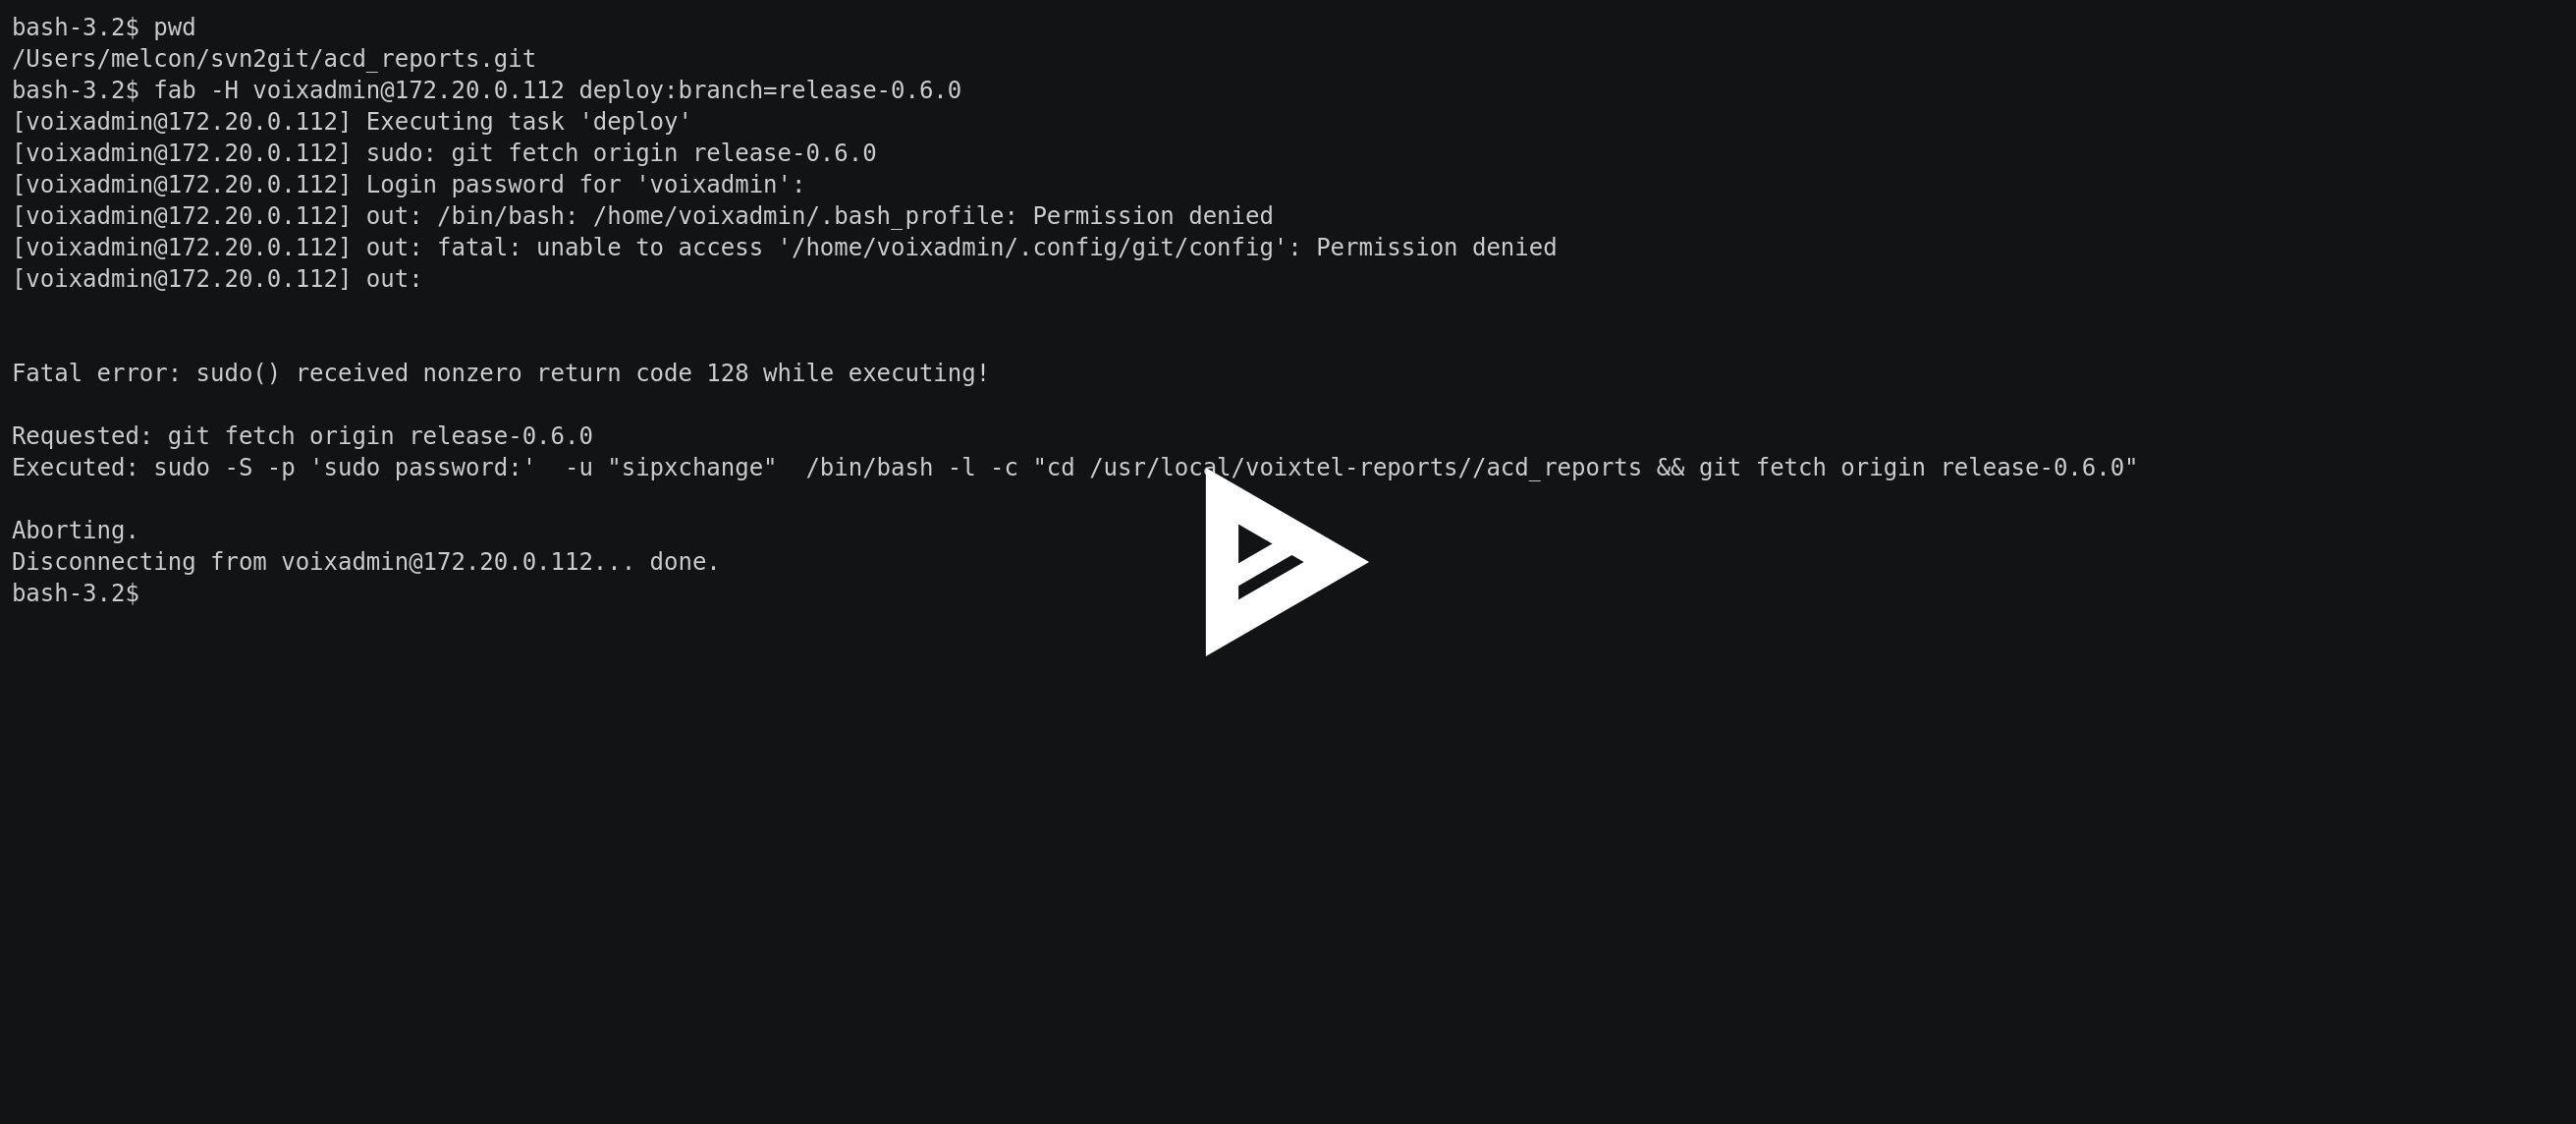 bash-3.2$ pwd
/Users/melcon/svn2git/acd_reports.git
bash-3.2$ fab -H voixadmin@172.20.0.112 deploy:branch=release-0.6.0
[voixadmin@172.20.0.112] Executing task 'deploy'
[voixadmin@172.20.0.112] sudo: git fetch origin release-0.6.0
[voixadmin@172.20.0.112] Login password for 'voixadmin':
[voixadmin@172.20.0.112] out: /bin/bash: /home/voixadmin/.bash_profile: Permission denied
[voixadmin@172.20.0.112] out: fatal: unable to access '/home/voixadmin/.config/git/config': Permission denied
[voixadmin@172.20.0.112] out:
Fatal error: sudo() received nonzero return code 128 while executing!
Requested: git fetch origin release-0.6.0
Executed: sudo -S -p 'sudo password:'  -u "sipxchange"  /bin/bash -l -c "cd /usr/local/voixtel-reports//acd_reports && git fetch origin release-0.6.0"
Aborting.
Disconnecting from voixadmin@172.20.0.112... done.
bash-3.2$